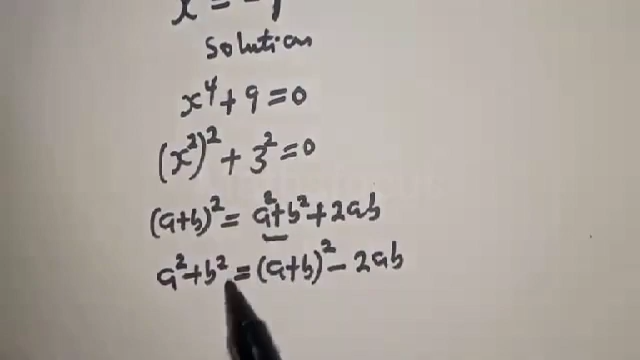 Solution
x⁴ + 9 = 0
(x²)² + 3² = 0
(a+b)² = a²+b²+2ab
a²+b² = (a+b)² - 2ab